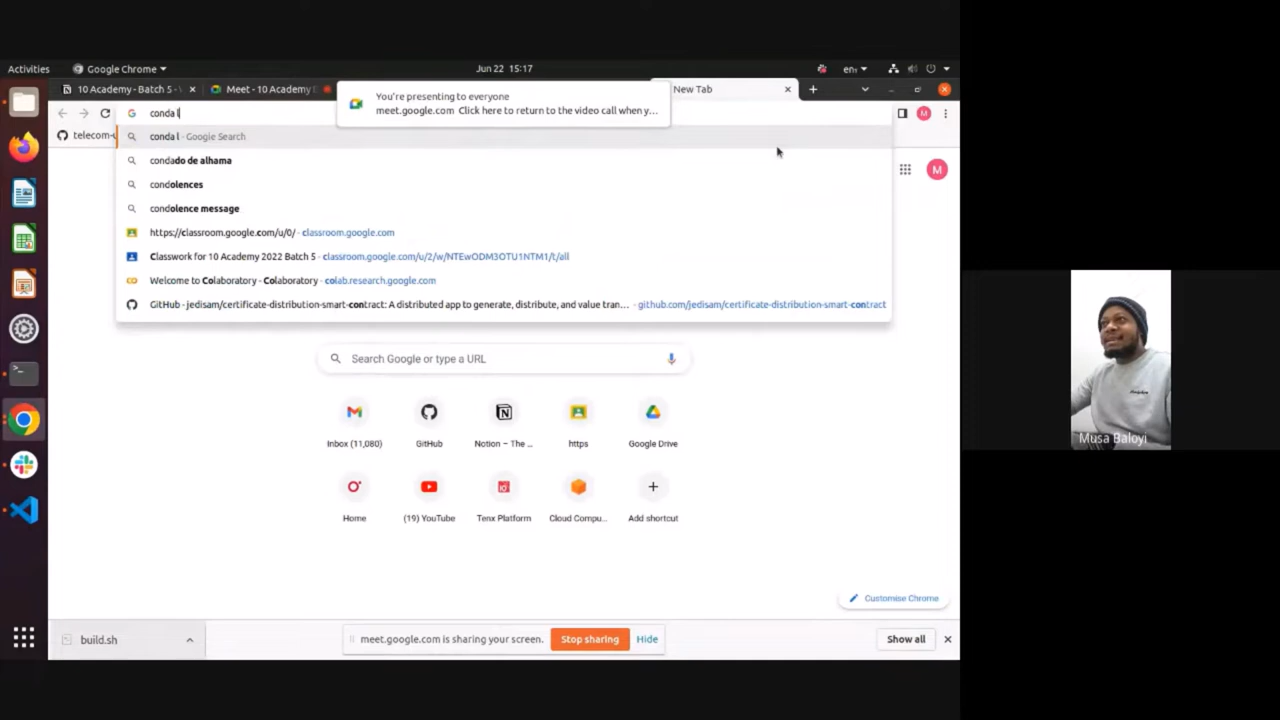 Activities
Google Chrome
Jun 22 15:17
en₁
10 Academy - Batch 5 -
Meet - 10 Academy
New Tab
You're presenting to everyone
meet.google.com Click here to return to the video call when y...
conda l
M
telecom-
conda l - Google Search
condado de alhama
condolences
condolence message
https://classroom.google.com/u/0/ - classroom.google.com
Classwork for 10 Academy 2022 Batch 5 - classroom.google.com/u/2/w/NTEwODM3OTU1NTM1/t/all
Welcome to Colaboratory - Colaboratory - colab.research.google.com
GitHub - jedisam/certificate-distribution-smart-contract: A distributed app to generate, distribute, and value tran... - github.com/jedisam/certificate-distribution-smart-contract
M
Search Google or type a URL
Inbox (11,080)
GitHub
Notion – The ...
https
Google Drive
Home
(19) YouTube
Tenx Platform
Cloud Compu...
Add shortcut
Customise Chrome
build.sh
meet.google.com is sharing your screen.
Stop sharing
Hide
Show all
Musa Baloyi